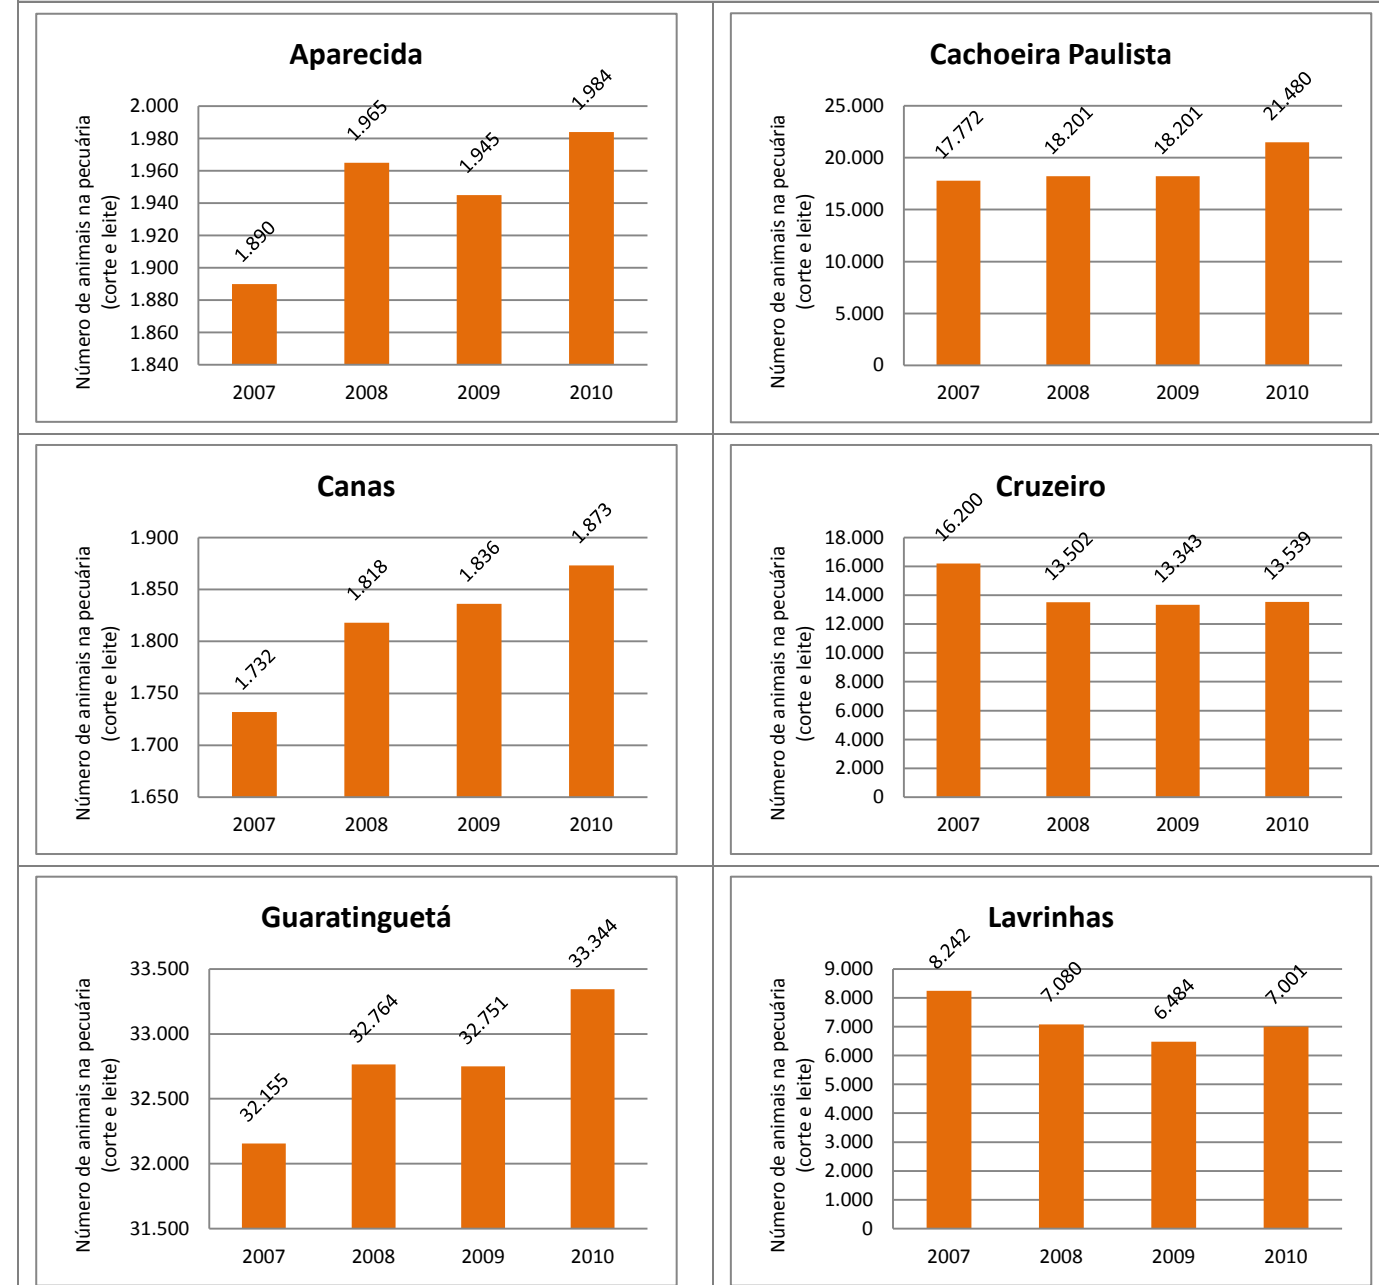 Aparecida
Número de animais na pecuária
(corte e leite)
2.000
1.980
1.960
1.940
1.920
1.900
1.880
1.860
1.840
1.890
1.965
1.945
1.984
2007 2008 2009 2010
Cachoeira Paulista
Número de animais na pecuária
(corte e leite)
25.000
20.000
15.000
10.000
5.000
0
17.772
18.201
18.201
21.480
2007 2008 2009 2010
Canas
Número de animais na pecuária
(corte e leite)
1.900
1.850
1.800
1.750
1.700
1.650
1.732
1.818
1.836
1.873
2007 2008 2009 2010
Cruzeiro
Número de animais na pecuária
(corte e leite)
18.000
16.000
14.000
12.000
10.000
8.000
6.000
4.000
2.000
0
16.200
13.502
13.343
13.539
2007 2008 2009 2010
Guaratinguetá
Número de animais na pecuária
(corte e leite)
33.500
33.000
32.500
32.000
31.500
32.155
32.764
32.751
33.344
2007 2008 2009 2010
Lavrinhas
Número de animais na pecuária
(corte e leite)
9.000
8.000
7.000
6.000
5.000
4.000
3.000
2.000
1.000
0
8.242
7.080
6.484
7.001
2007 2008 2009 2010